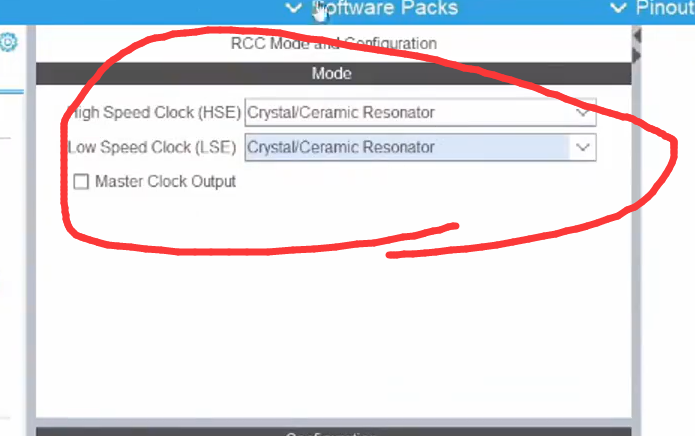 Software Packs
Pinout
RCC Mode and Configuration
Mode
High Speed Clock (HSE) Crystal/Ceramic Resonator
Low Speed Clock (LSE) Crystal/Ceramic Resonator
Master Clock Output